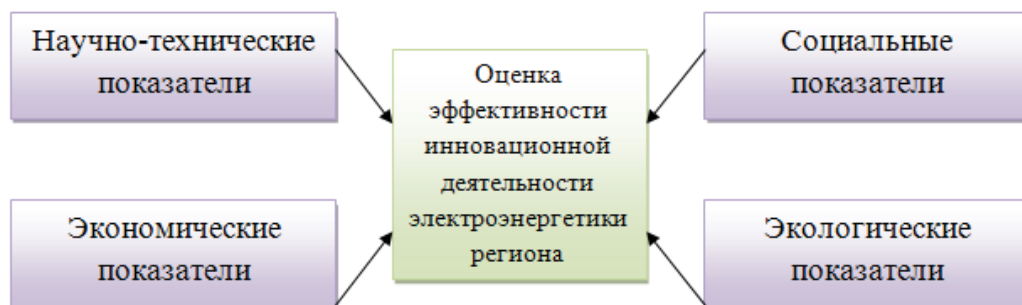 Научно-технические
показатели
Социальные
показатели
Оценка
эффективности
инновационной
деятельности
электроэнергетики
региона
Экономические
показатели
Экологические
показатели